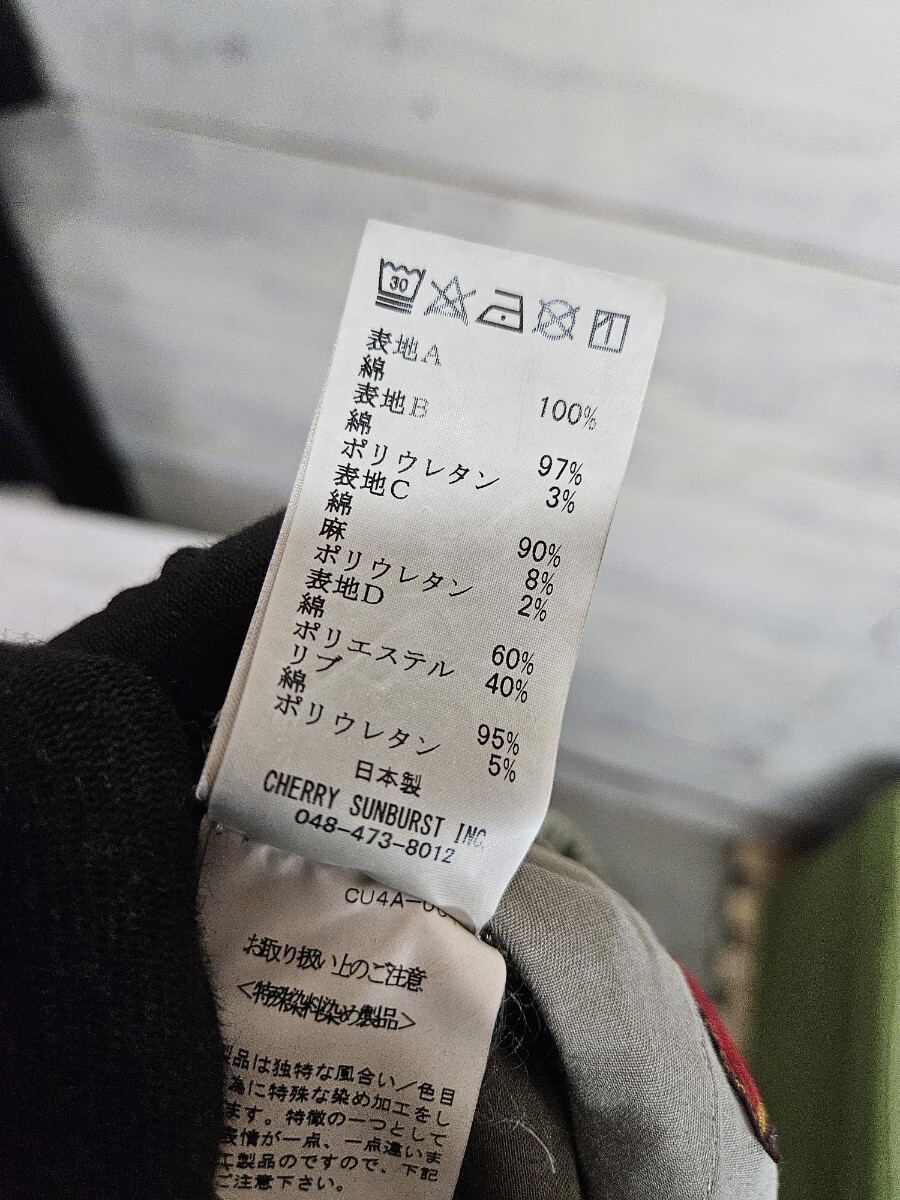 30
表地A
綿 100%
表地B
綿 97%
ポリウレタン 3%
表地C
綿 90%
麻 8%
ポリウレタン 2%
表地D
綿 60%
ポリエステル 40%
リブ
綿 95%
ポリウレタン 5%
日本製
CHERRY SUNBURST INC.
048-473-8012
お取り扱い上のご注意
<特殊染料染め製品>
製品は独特な風合い/色目
為に特殊な染め加工をし
ます。特徴の一つとして
表情が一点、一点違いま
工製品のですので、下記
ご注意下さい。